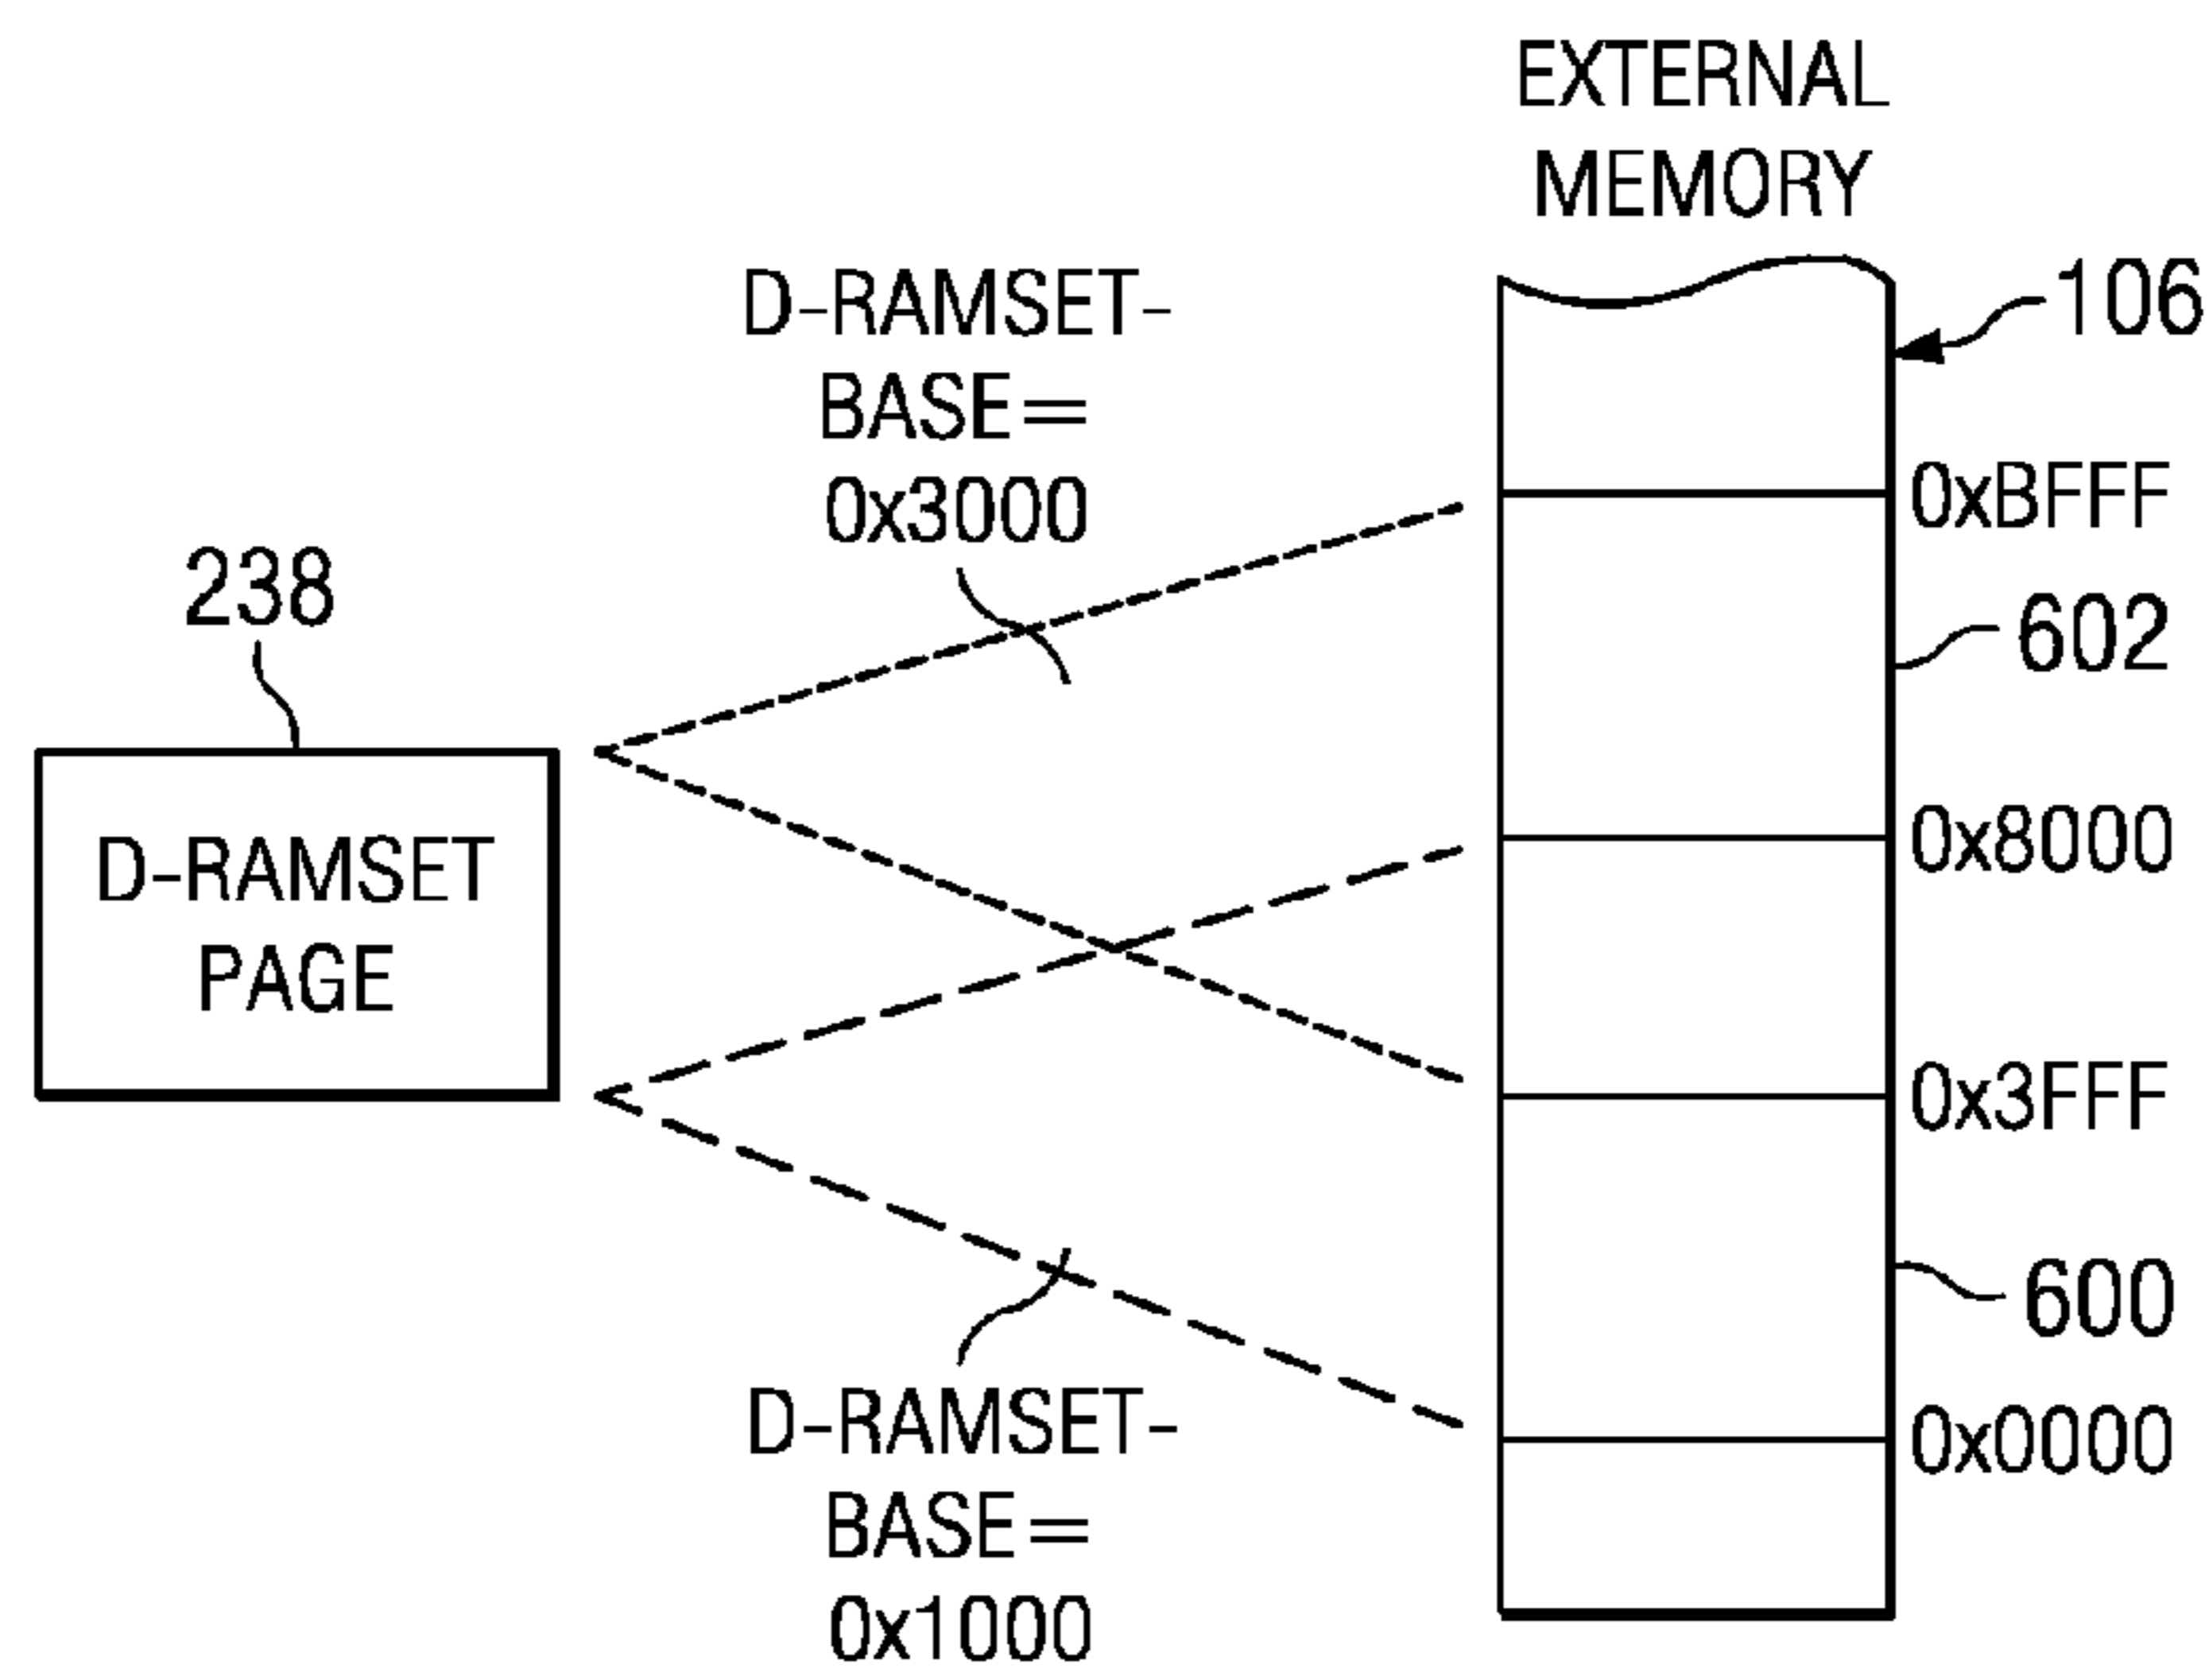 EXTERNAL
MEMORY
106
D-RAMSET-
BASE=
0x3000
0xBFFF
238
602
D-RAMSET
PAGE
0x8000
0x3FFF
600
D-RAMSET-
BASE=
0x1000
0x0000